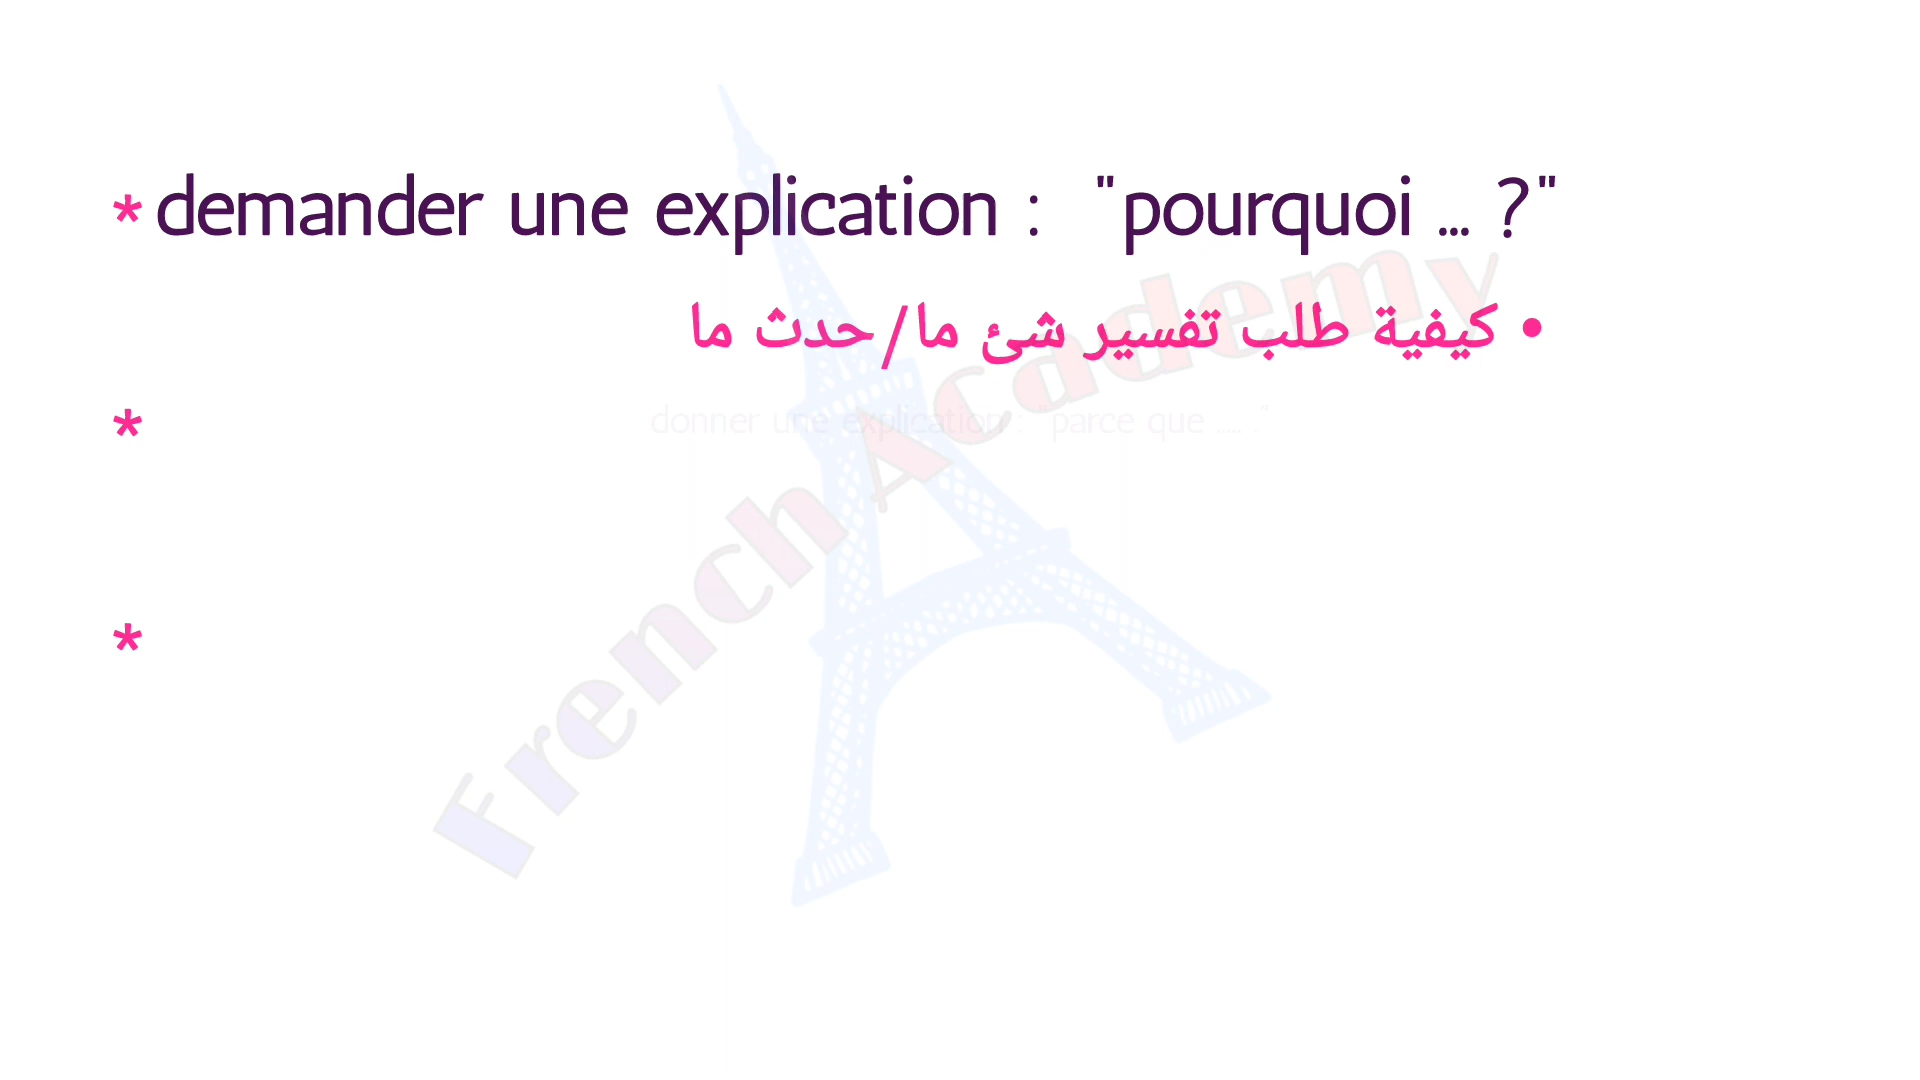 * demander une explication : "pourquoi ... ?"
• كيفية طلب تفسير شئ ما/حدث ما
* donner une explication : "parce que ..... ."
*
French Academy